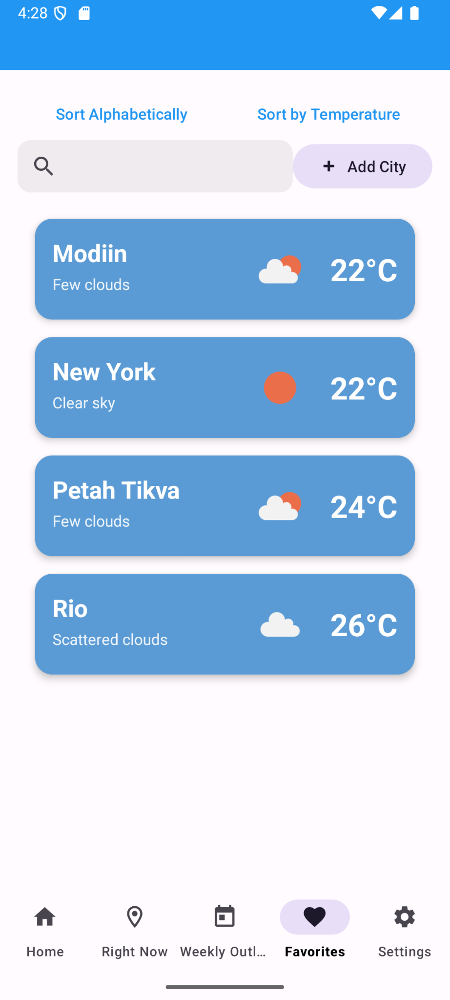 4:28
Sort Alphabetically Sort by Temperature
Add City
Modiin
Few clouds
22°C
New York
Clear sky
22°C
Petah Tikva
Few clouds
24°C
Rio
Scattered clouds
26°C
Home Right Now Weekly Outl... Favorites Settings